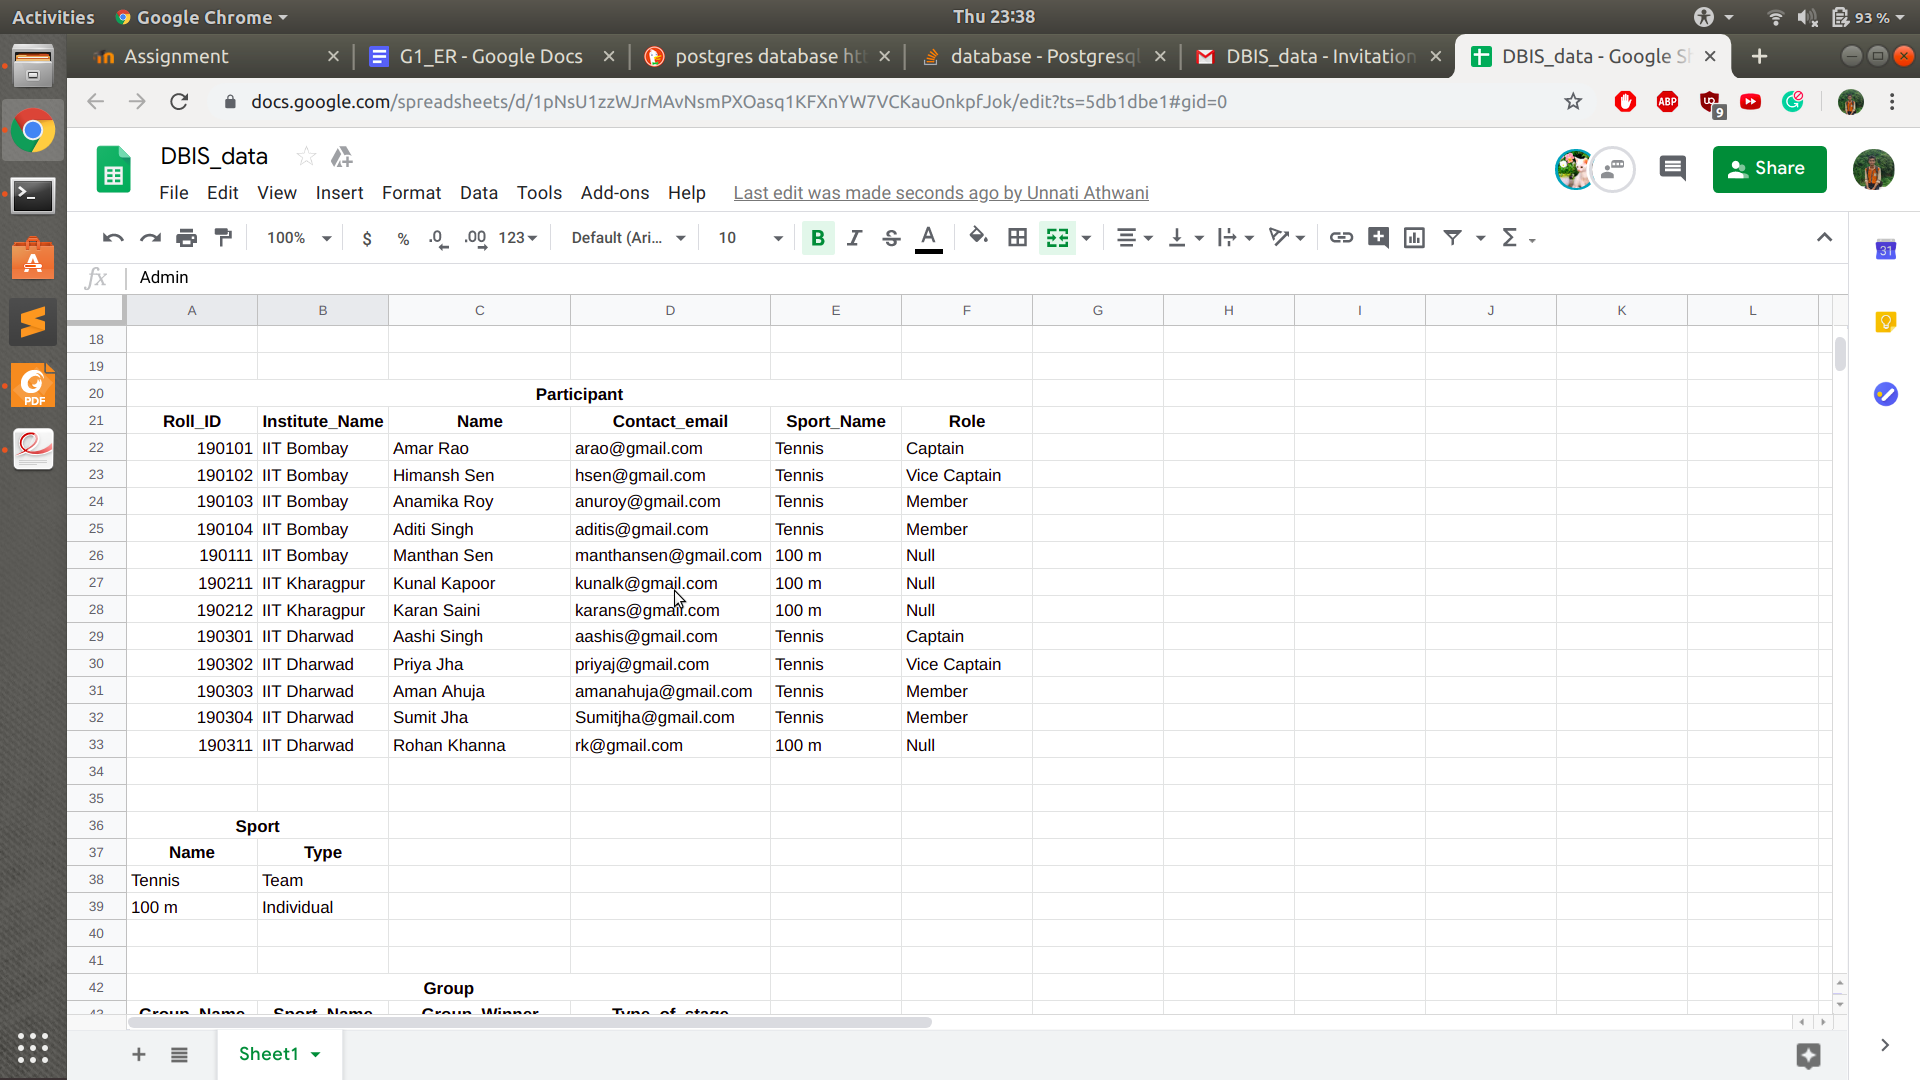 Activities Google Chrome Thu 23:38 93 %
Assignment G1_ER - Google Docs postgres database htt database - Postgresql DBIS_data - Invitation DBIS_data - Google Sh
docs.google.com/spreadsheets/d/1pNsU1zzWJrMAvNsmPXOasq1KFXnYW7VCKauOnkpfJok/edit?ts=5db1dbe1#gid=0 ABP 9
DBIS_data
Share
File Edit View Insert Format Data Tools Add-ons Help Last edit was made seconds ago by Unnati Athwani
100% $ % .0 .00 123 Default (Ari... 10 B I S A Σ 31
fx Admin
A B C D E F G H I J K L
18
19
20 Participant
21 Roll_ID Institute_Name Name Contact_email Sport_Name Role
22 190101 IIT Bombay Amar Rao arao@gmail.com Tennis Captain
23 190102 IIT Bombay Himansh Sen hsen@gmail.com Tennis Vice Captain
24 190103 IIT Bombay Anamika Roy anuroy@gmail.com Tennis Member
25 190104 IIT Bombay Aditi Singh aditis@gmail.com Tennis Member
26 190111 IIT Bombay Manthan Sen manthansen@gmail.com 100 m Null
27 190211 IIT Kharagpur Kunal Kapoor kunalk@gmail.com 100 m Null
28 190212 IIT Kharagpur Karan Saini karans@gmail.com 100 m Null
29 190301 IIT Dharwad Aashi Singh aashis@gmail.com Tennis Captain
30 190302 IIT Dharwad Priya Jha priyaj@gmail.com Tennis Vice Captain
31 190303 IIT Dharwad Aman Ahuja amanahuja@gmail.com Tennis Member
32 190304 IIT Dharwad Sumit Jha Sumitjha@gmail.com Tennis Member
33 190311 IIT Dharwad Rohan Khanna rk@gmail.com 100 m Null
34
35
36 Sport
37 Name Type
38 Tennis Team
39 100 m Individual
40
41
42 Group
43 Group_Name Sport_Name Group_Winner Type_of_stage
PDF
Sheet1